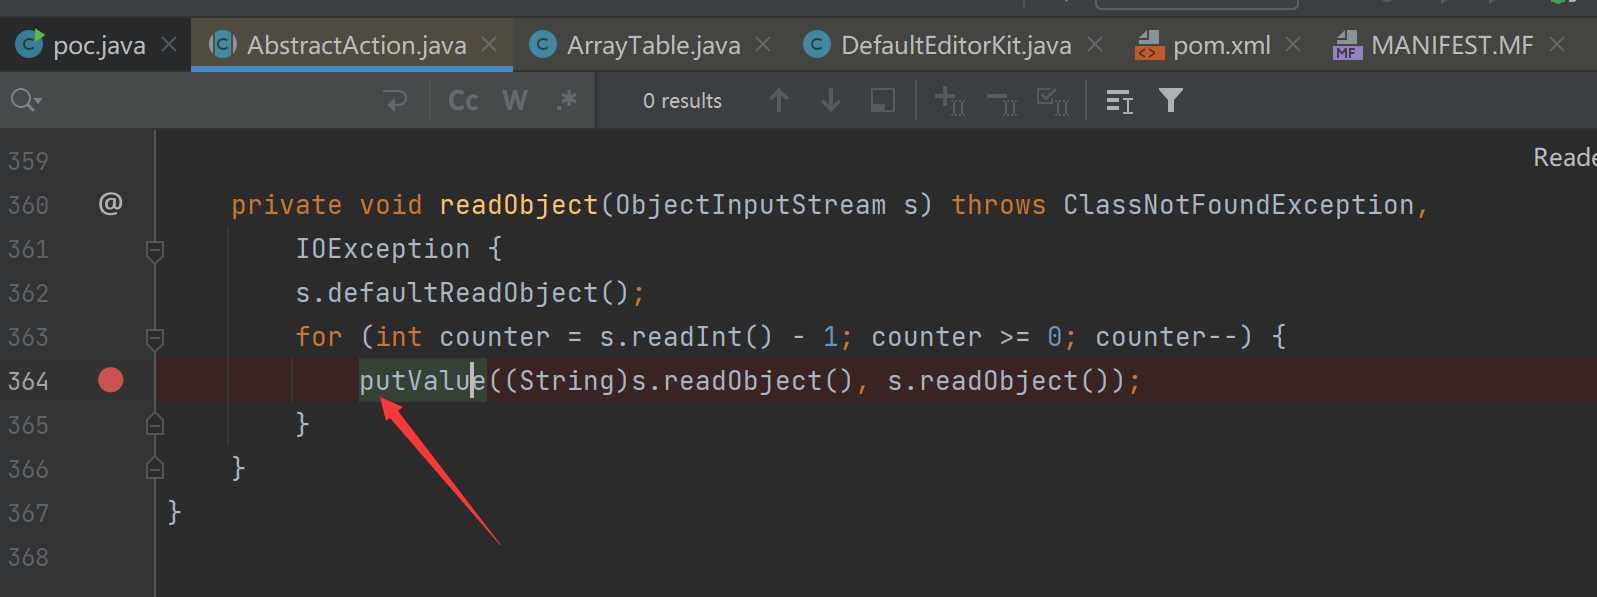 poc.java AbstractAction.java ArrayTable.java DefaultEditorKit.java pom.xml MANIFEST.MF
Cc W .* 0 results
359
360 @ private void readObject(ObjectInputStream s) throws ClassNotFoundException,
361 IOException {
362 s.defaultReadObject();
363 for (int counter = s.readInt() - 1; counter >= 0; counter--) {
364 putValue((String)s.readObject(), s.readObject());
365 }
366 }
367 }
368